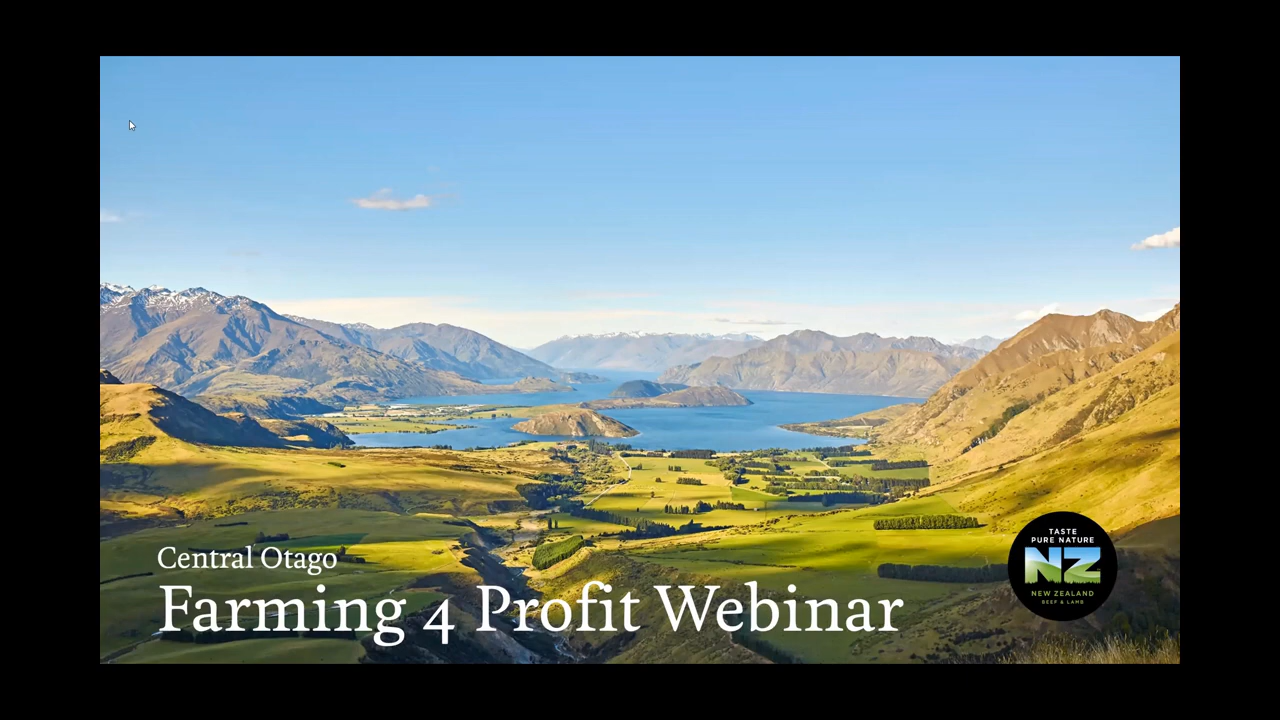 Central Otago
Farming 4 Profit Webinar
TASTE
PURE NATURE
NZ
NEW ZEALAND
BEEF & LAMB